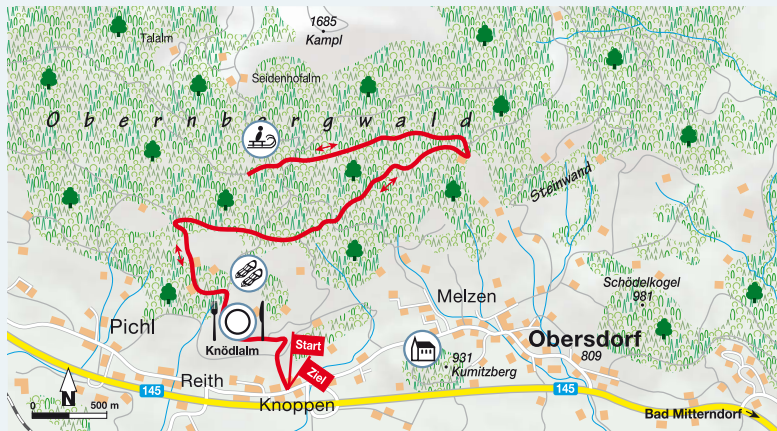 1685
Kampl
Talalm
Seidenhofalm
Obernbergwald
Steinwand
Schödelkogel
981
Melzen
Pichl
Start
Obersdorf
Knödlalm
809
931
Kumitzberg
Ziel
Reith
145
145
N
Knoppen
0
500 m
Bad Mitterndorf